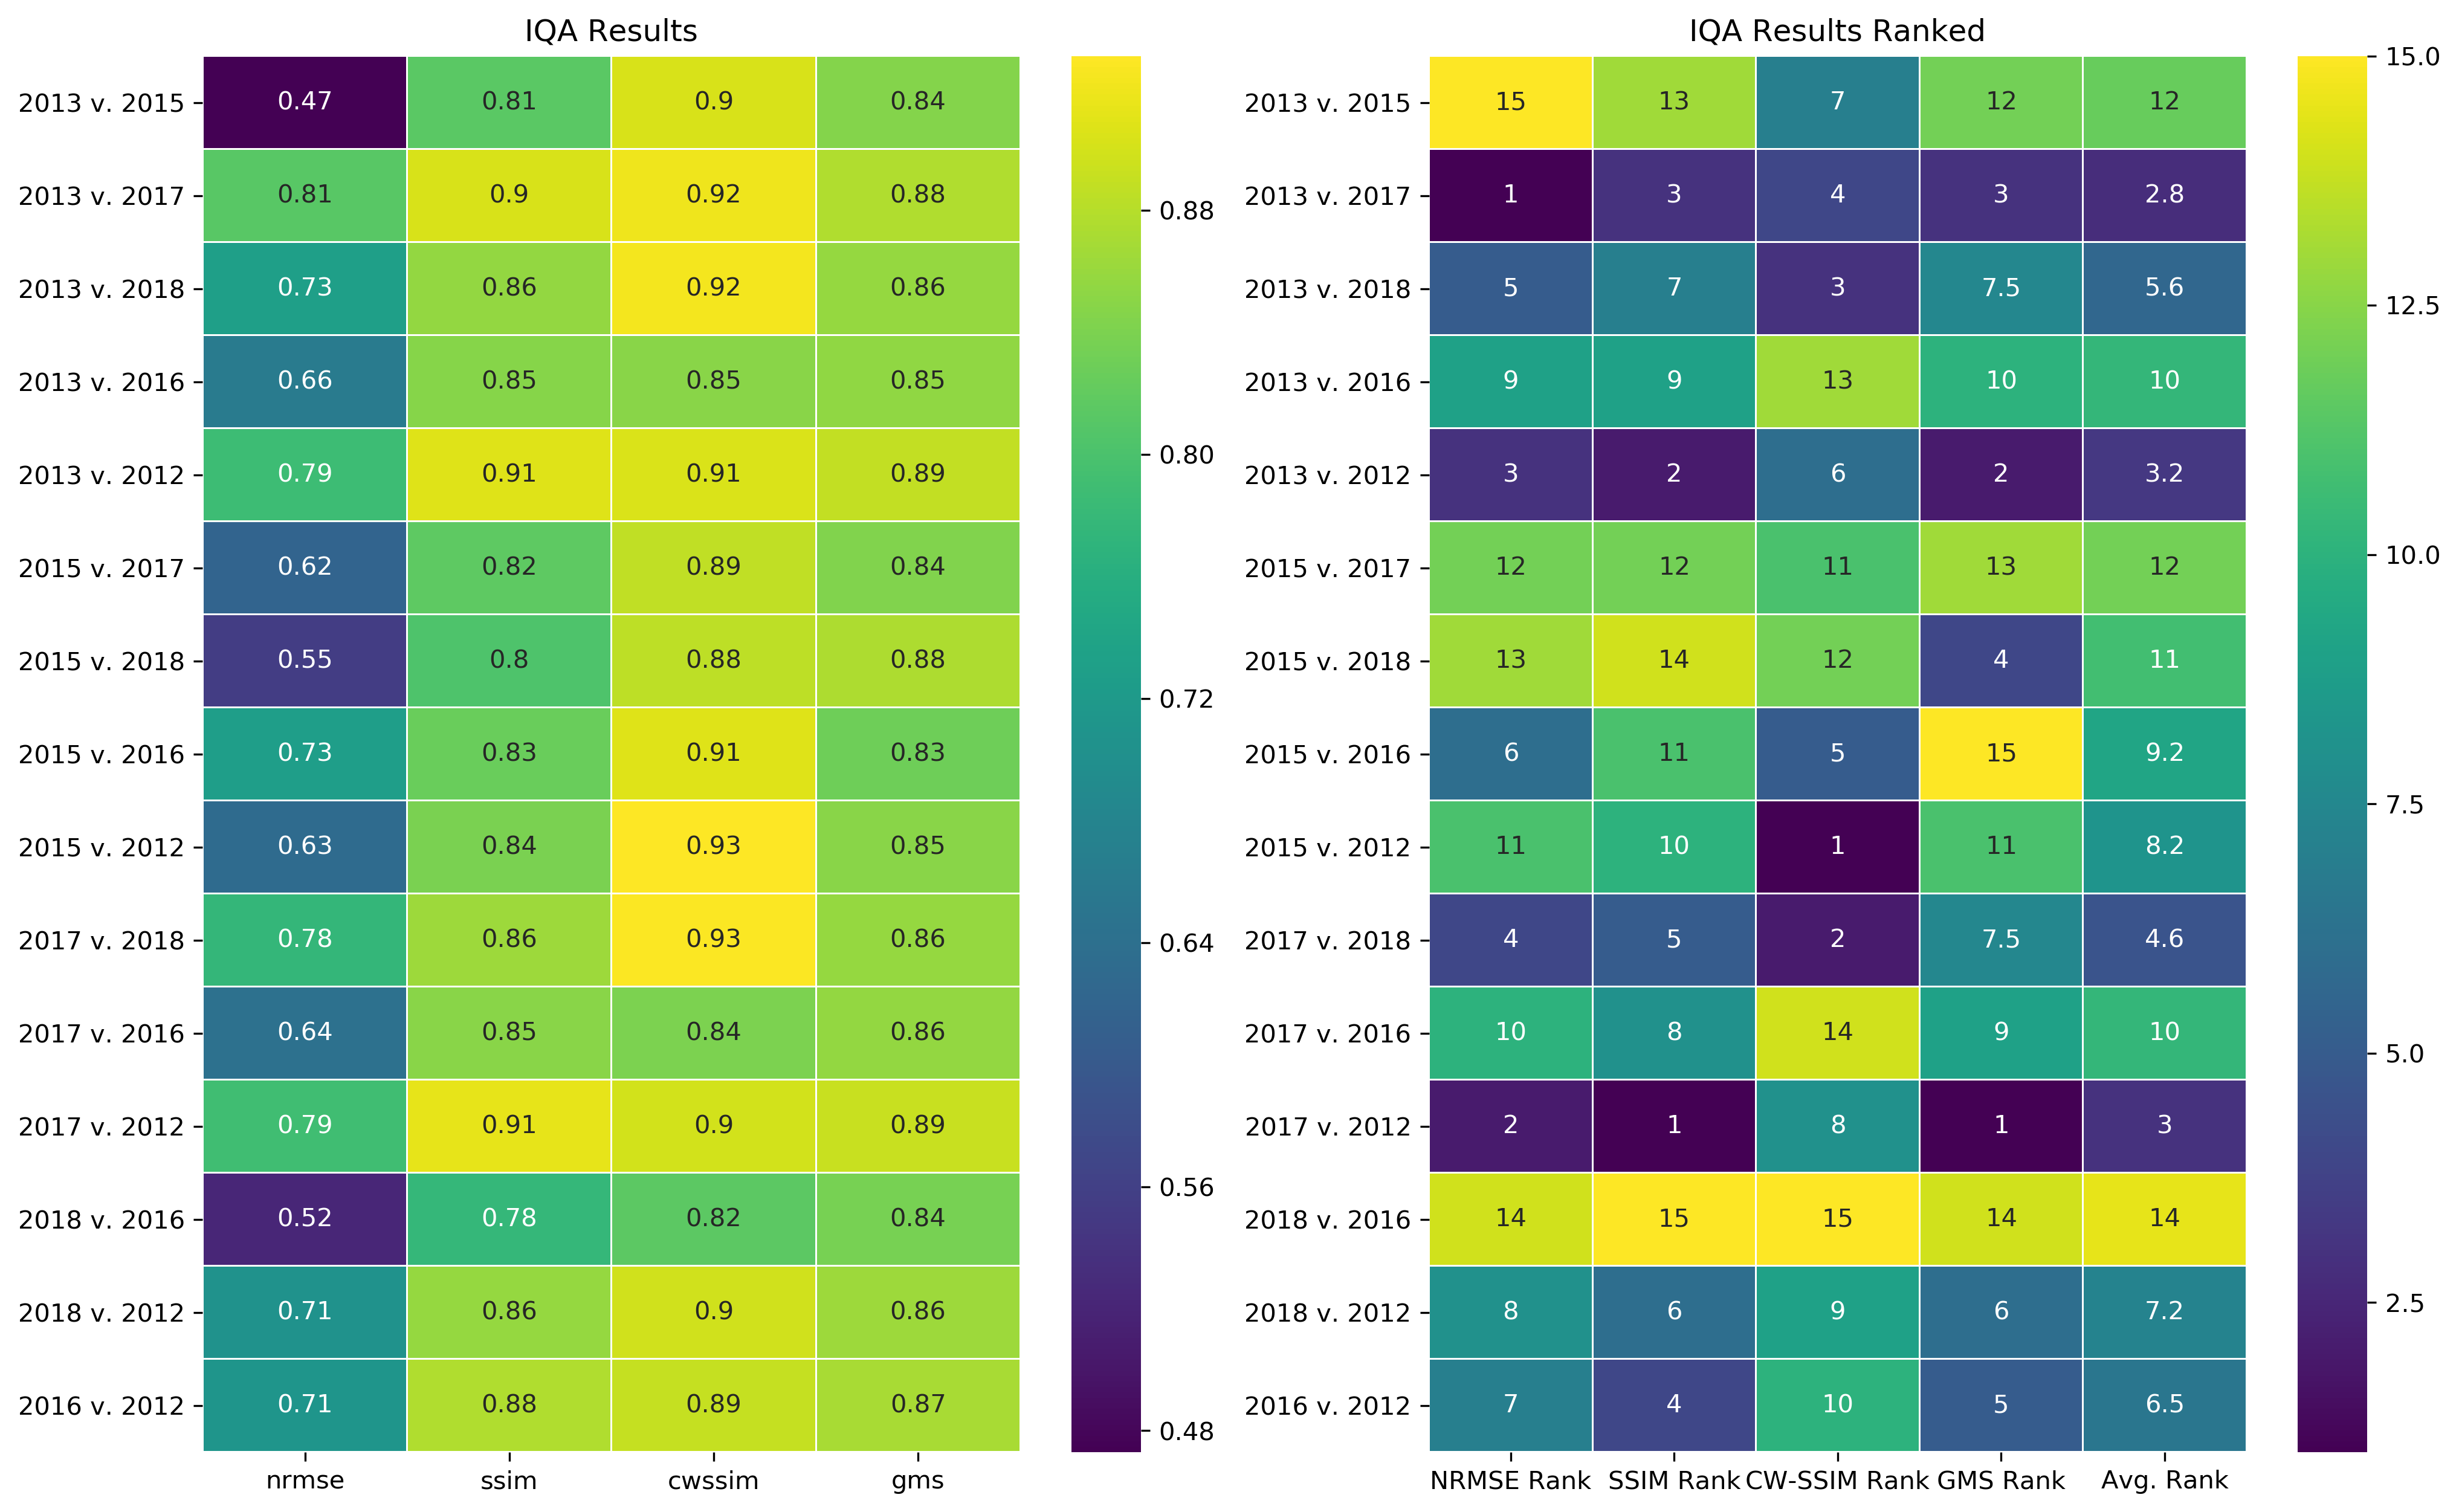 IQA Results
2013 v. 2015 0.47 0.81 0.9 0.84
2013 v. 2017 0.81 0.9 0.92 0.88
2013 v. 2018 0.73 0.86 0.92 0.86
2013 v. 2016 0.66 0.85 0.85 0.85
2013 v. 2012 0.79 0.91 0.91 0.89
2015 v. 2017 0.62 0.82 0.89 0.84
2015 v. 2018 0.55 0.8 0.88 0.88
2015 v. 2016 0.73 0.83 0.91 0.83
2015 v. 2012 0.63 0.84 0.93 0.85
2017 v. 2018 0.78 0.86 0.93 0.86
2017 v. 2016 0.64 0.85 0.84 0.86
2017 v. 2012 0.79 0.91 0.9 0.89
2018 v. 2016 0.52 0.78 0.82 0.84
2018 v. 2012 0.71 0.86 0.9 0.86
2016 v. 2012 0.71 0.88 0.89 0.87
nrmse ssim cwssim gms
0.88
0.80
0.72
0.64
0.56
0.48
IQA Results Ranked
2013 v. 2015 15 13 7 12 12
2013 v. 2017 1 3 4 3 2.8
2013 v. 2018 5 7 3 7.5 5.6
2013 v. 2016 9 9 13 10 10
2013 v. 2012 3 2 6 2 3.2
2015 v. 2017 12 12 11 13 12
2015 v. 2018 13 14 12 4 11
2015 v. 2016 6 11 5 15 9.2
2015 v. 2012 11 10 1 11 8.2
2017 v. 2018 4 5 2 7.5 4.6
2017 v. 2016 10 8 14 9 10
2017 v. 2012 2 1 8 1 3
2018 v. 2016 14 15 15 14 14
2018 v. 2012 8 6 9 6 7.2
2016 v. 2012 7 4 10 5 6.5
NRMSE Rank SSIM Rank CW-SSIM Rank GMS Rank Avg. Rank
15.0
12.5
10.0
7.5
5.0
2.5